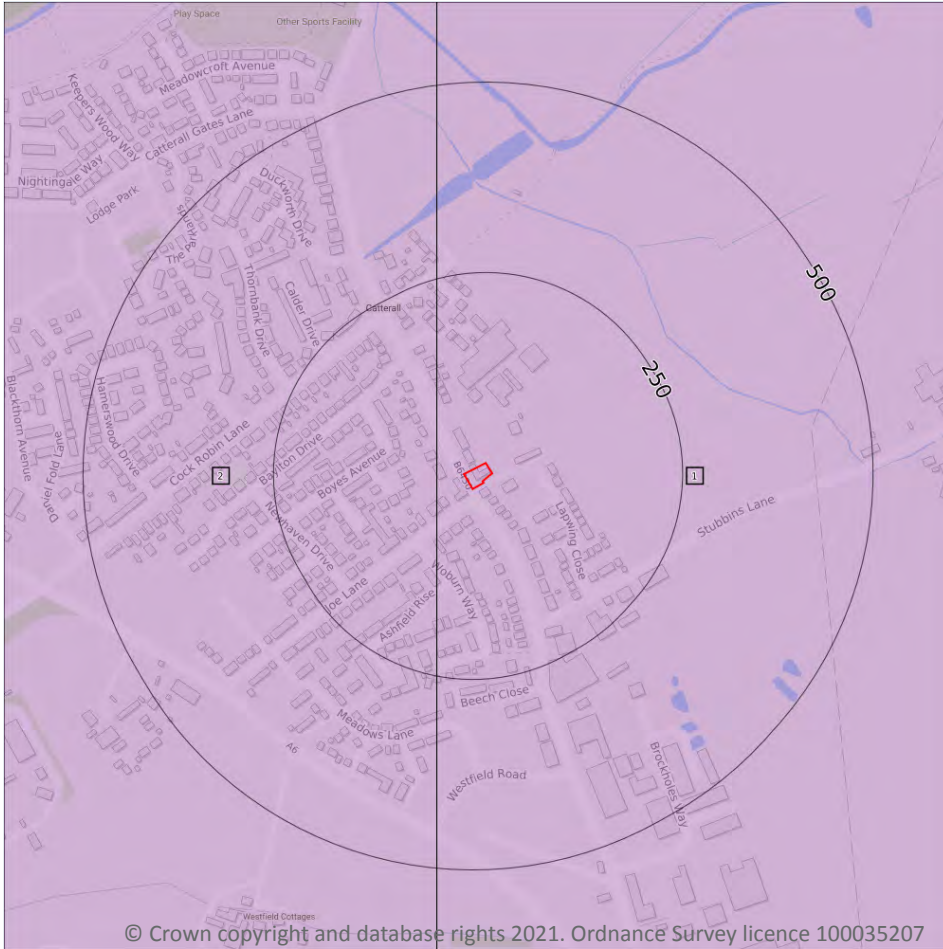 Play Space
Other Sports Facility
Meadowcroft Avenue
Keepers Wood Way
Catterall Gates Lane
Nightingale Way
Lodge Park
Duckworth Drive
The
Thornbank Drive
Calder Drive
Catterall
500
250
Blackthorn Avenue
Daniel Fold Lane
Hamerswood Drive
Cock Robin Lane
Baylton Drive
Boyes Avenue
2
1
Newhaven Drive
Lapwing Close
Stubbins Lane
Joe Lane
Ashfield Rise
Woburn Way
Beech Close
Meadows Lane
A6
Westfield Road
Brockholes Way
Westfield Cottages
© Crown copyright and database rights 2021. Ordnance Survey licence 100035207